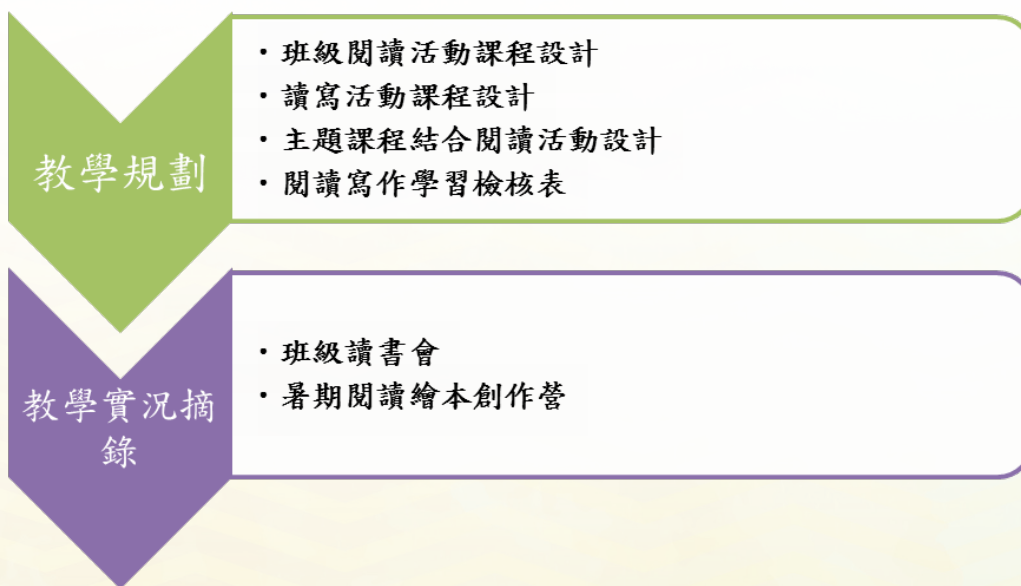 教學規劃
・班級閱讀活動課程設計
・讀寫活動課程設計
・主題課程結合閱讀活動設計
・閱讀寫作學習檢核表
教學實況摘
錄
・班級讀書會
・暑期閱讀繪本創作營